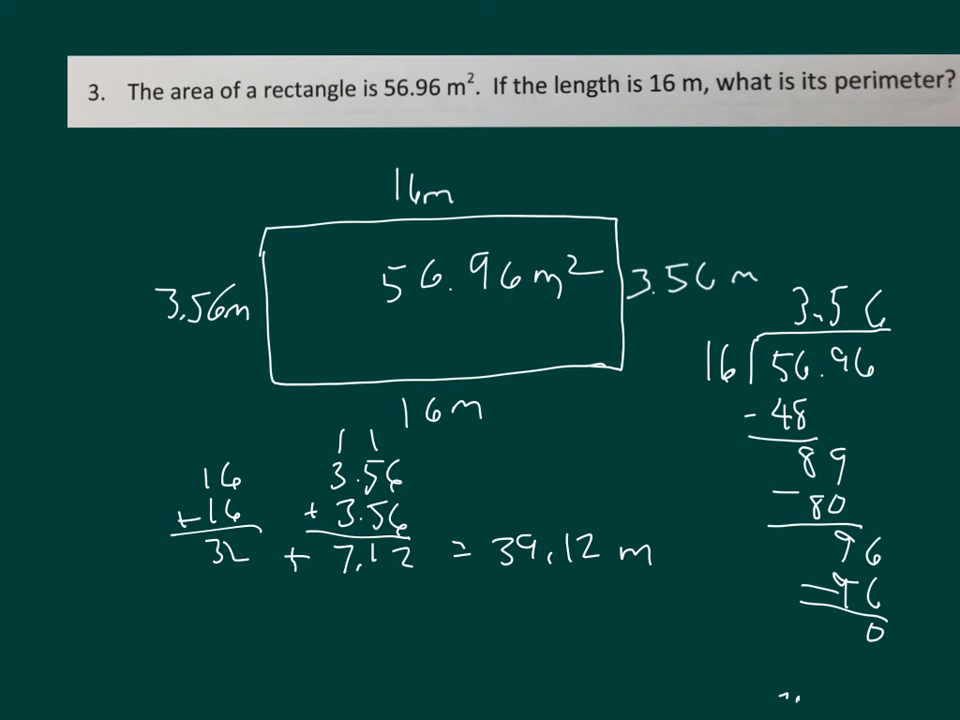 3. The area of a rectangle is 56.96 m². If the length is 16 m, what is its perimeter?
16m
56.96m²
3.56m
3.56 m
16m
3.56
16 56.96
- 48
89
- 80
96
- 96
0
16
+ 16
32
1 1
3.56
+ 3.56
+ 7.12 = 39.12 m